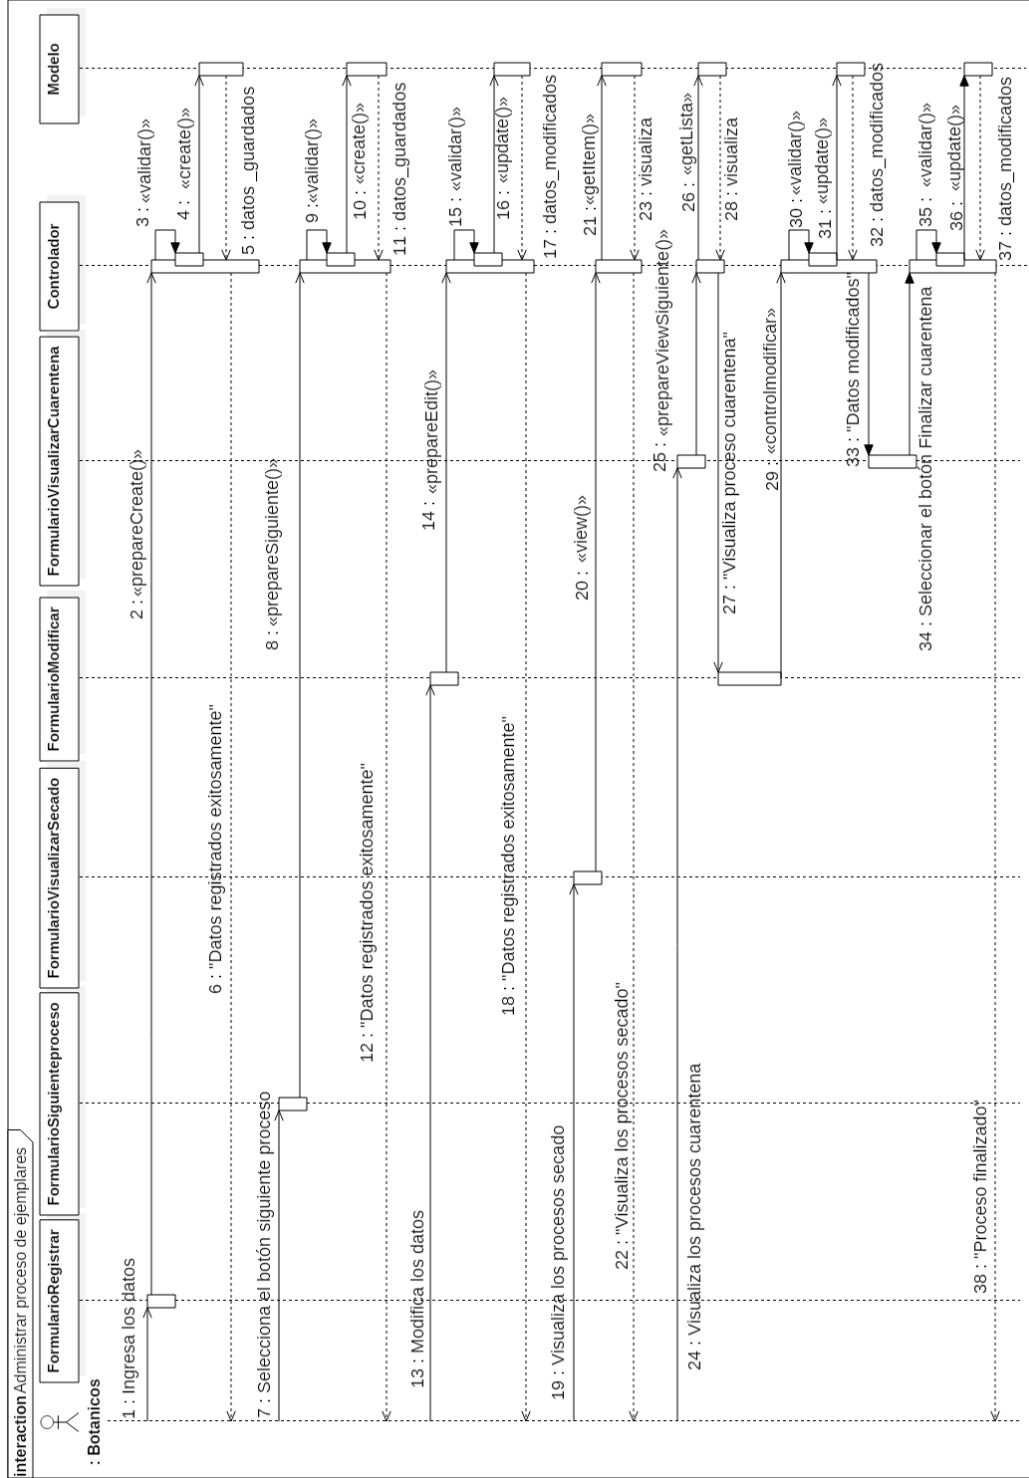 interaction Administrar proceso de ejemplares
: Botanicos
FormularioRegistrar
FormularioSiguienteproceso
FormularioVisualizarSecado
FormularioModificar
FormularioVisualizarCuarentena
Controlador
Modelo
1 : Ingresa los datos
2 : «prepareCreate()»
3 : «validar()»
4 : «create()»
5 : datos _guardados
6 : "Datos registrados exitosamente"
7 : Selecciona el botón siguiente proceso
8 : «prepareSiguiente()»
9 : «validar()»
10 : «create()»
11 : datos_guardados
12 : "Datos registrados exitosamente"
13 : Modifica los datos
14 : «prepareEdit()»
15 : «validar()»
16 : «update()»
17 : datos_modificados
18 : "Datos registrados exitosamente"
19 : Visualiza los procesos secado
20 : «view()»
21 :«getItem()»
22 : "Visualiza los procesos secado"
23 : visualiza
24 : Visualiza los procesos cuarentena
25 : «prepareViewSiguiente()»
26 : «getLista»
27 : "Visualiza proceso cuarentena"
28 : visualiza
29 : «controlmodificar»
30 : «validar()»
31 : «update()»
32 : datos_modificados
33 : "Datos modificados"
34 : Seleccionar el botón Finalizar cuarentena
35 : «validar()»
36 : «update()»
37 : datos_modificados
38 : "Proceso finalizado"